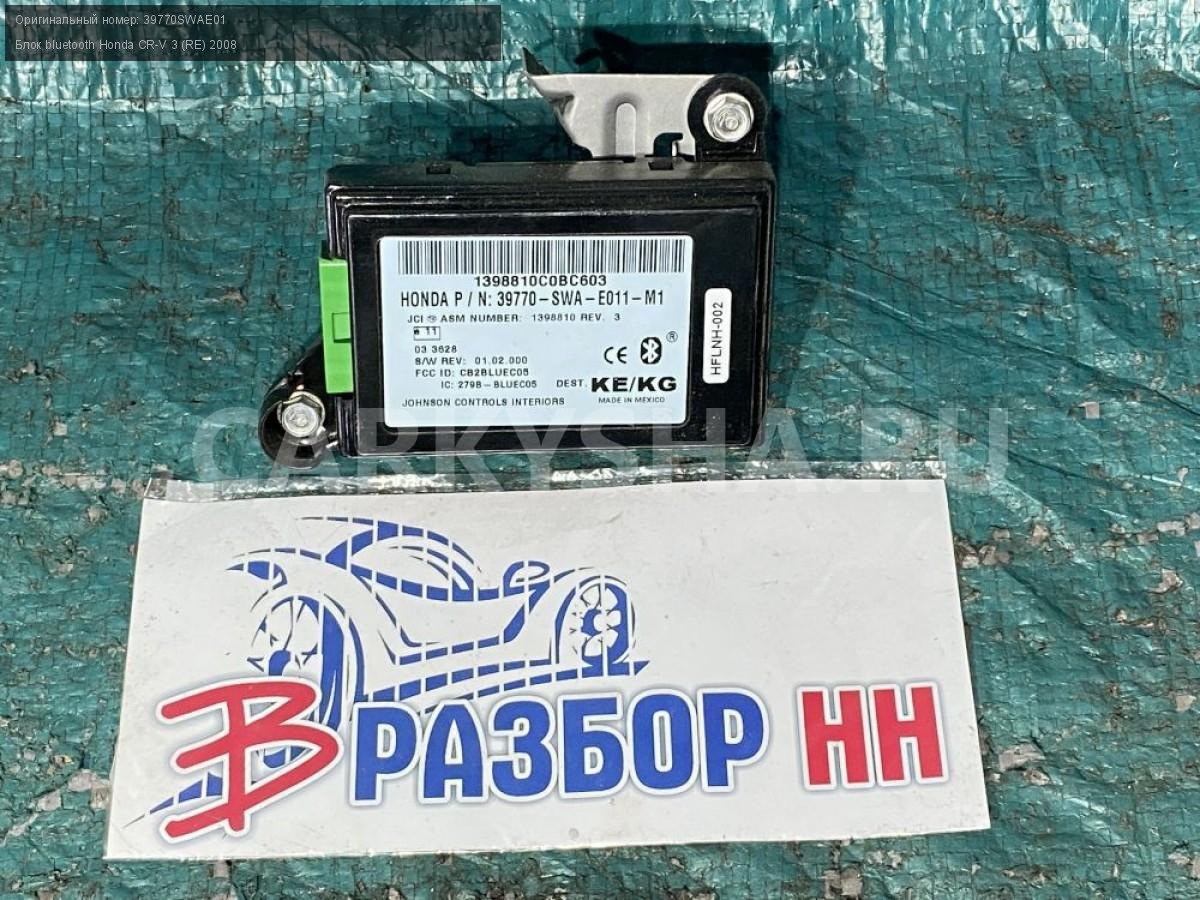 Оригинальный номер: 39770SWAE01
Блок bluetooth Honda CR-V 3 (RE) 2008
1398810C0BC603
HONDA P / N: 39770-SWA-E011-M1
JCI ASM NUMBER: 1398810 REV. 3
e 11
03 3628
S/W REV: 01.02.000
FCC ID: CB2BLUEC05
IC: 279B-BLUEC05
CE
®
DEST. KE/KG
JOHNSON CONTROLS INTERIORS
MADE IN MEXICO
HFLNH-002
CARKYSHA.RU
В РАЗБОР НН